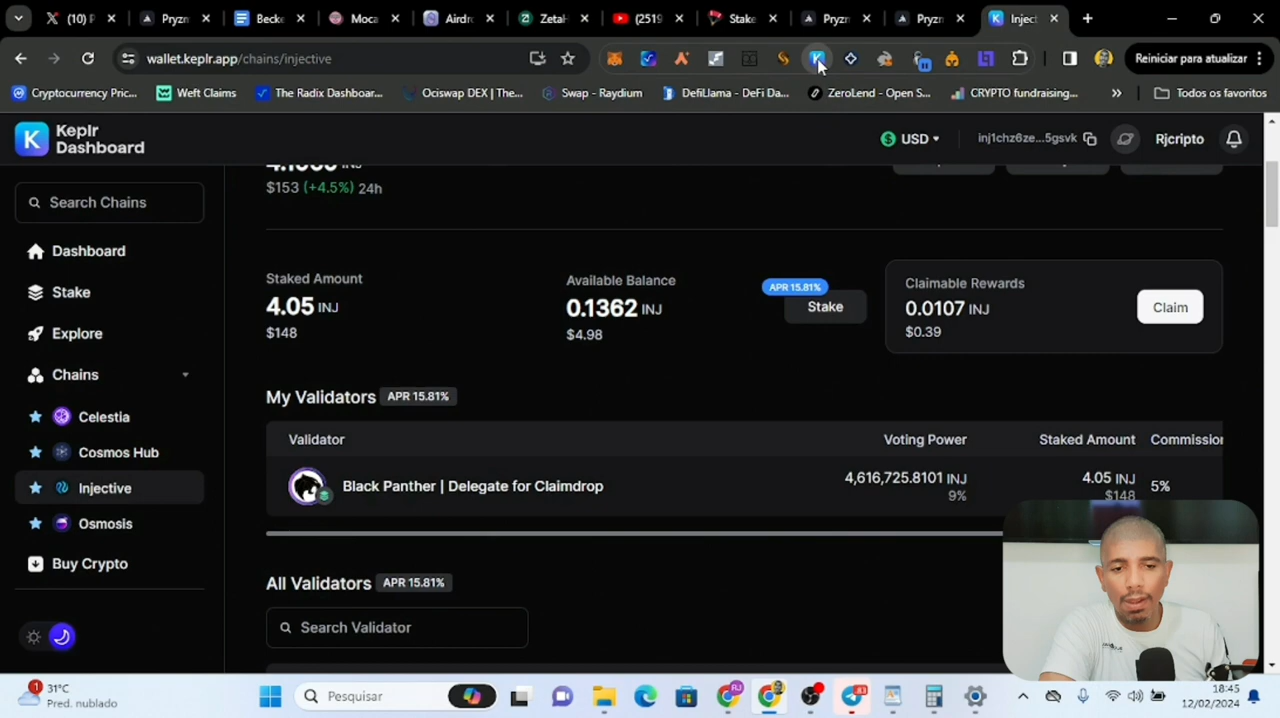 (1) P
Pryzn
Becke
Moca
Airdro
ZetaH
(2519
Stake
Pryzn
Pryzn
Injecti
wallet.keplr.app/chains/injective
Reiniciar para atualizar
Cryptocurrency Pric...
Weft Claims
The Radix Dashboar...
Ociswap DEX | The...
Swap - Raydium
DefiLlama - DeFi Da...
ZeroLend - Open S...
CRYPTO fundraising...
Todos os favoritos
Keplr
Dashboard
USD
inj1chz6ze...5gsvk
Rjcripto
$153 (+4.5%) 24h
Search Chains
Dashboard
Stake
Explore
Chains
Celestia
Cosmos Hub
Injective
Osmosis
Buy Crypto
Staked Amount
4.05 INJ
$148
Available Balance
0.1362 INJ
$4.98
APR 15.81%
Stake
Claimable Rewards
0.0107 INJ
$0.39
Claim
My Validators APR 15.81%
Validator
Voting Power
Staked Amount
Commission
Black Panther | Delegate for Claimdrop
4,616,725.8101 INJ
9%
4.05 INJ
$148
5%
All Validators APR 15.81%
Search Validator
31°C
Pred. nublado
Pesquisar
18:45
12/02/2024